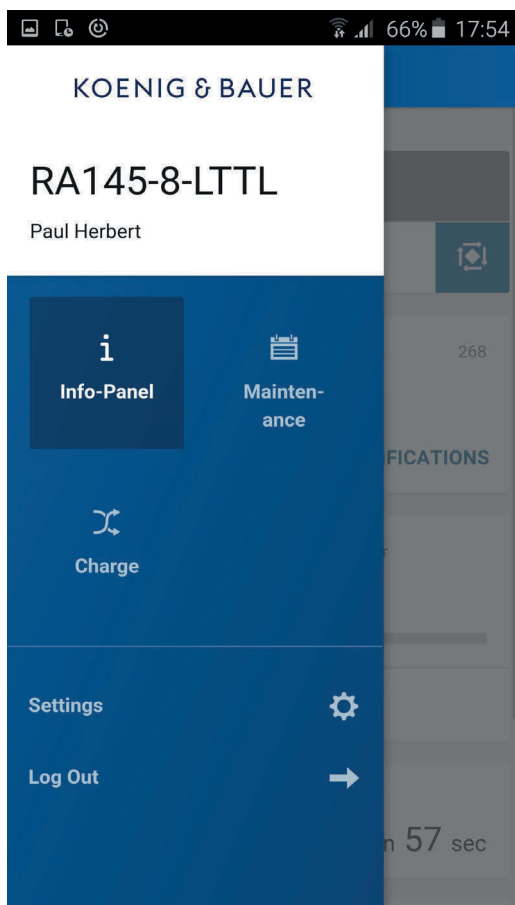 66% 17:54
KOENIG & BAUER
RA145-8-LTTL
Paul Herbert
i
Info-Panel
Mainten-
ance
268
FICATIONS
Charge
r
Settings
Log Out
n 57 sec